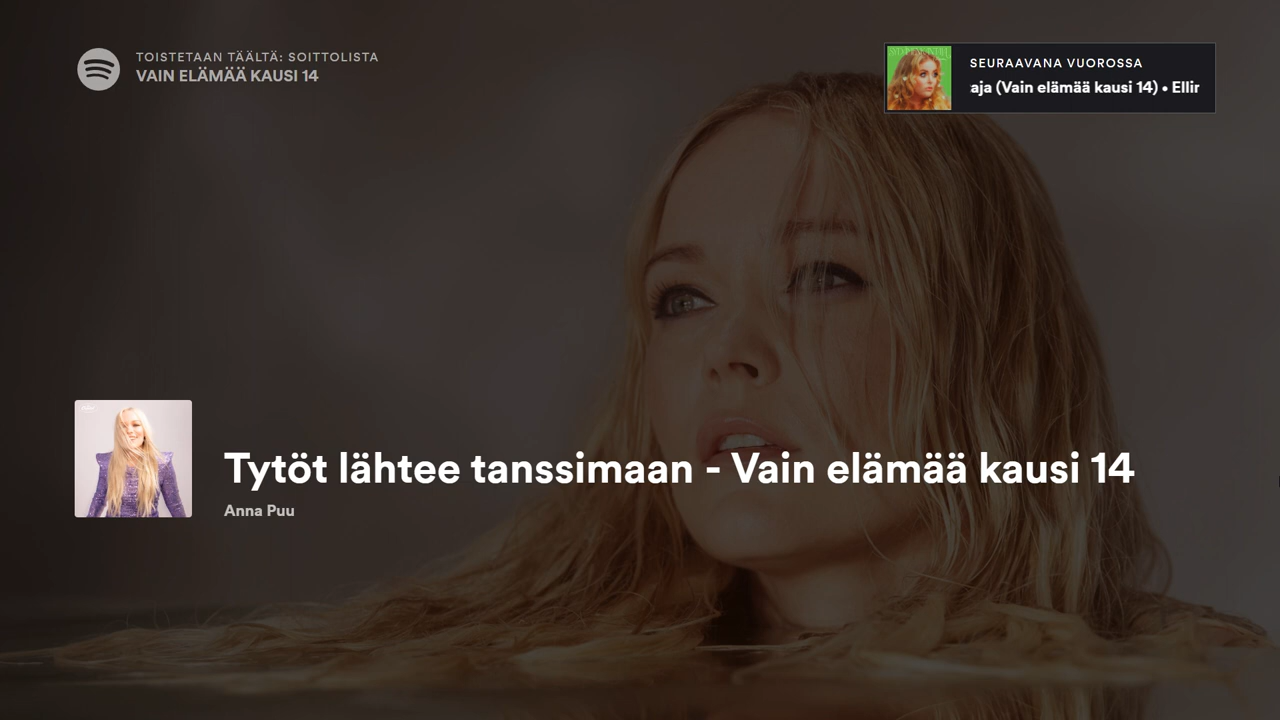 TOISTETAAN TÄÄLTÄ: SOITTOLISTA
VAIN ELÄMÄÄ KAUSI 14
SEURAAVANA VUOROSSA
aja (Vain elämää kausi 14) • Ellir
Tytöt lähtee tanssimaan - Vain elämää kausi 14
Anna Puu